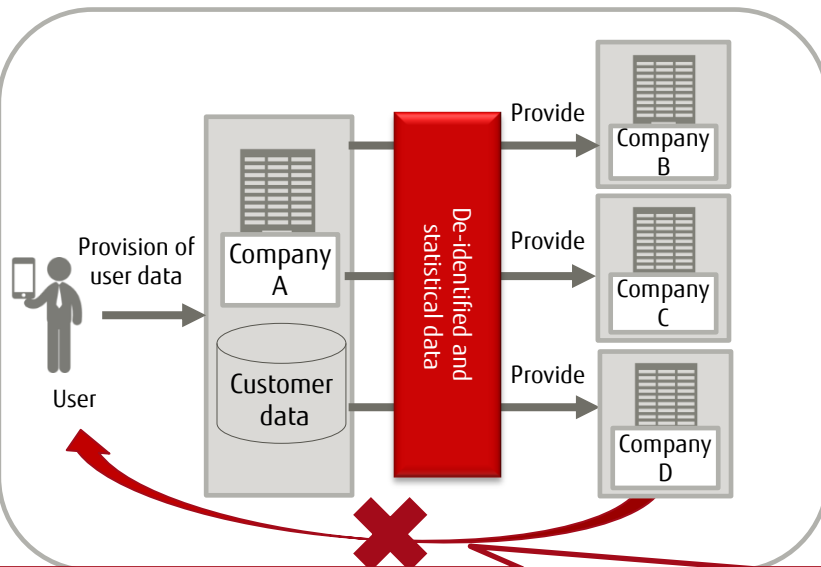 Provision of
user data
User
Company
A
Customer
data
De-identified and
statistical data
Provide
Company
B
Provide
Company
C
Provide
Company
D